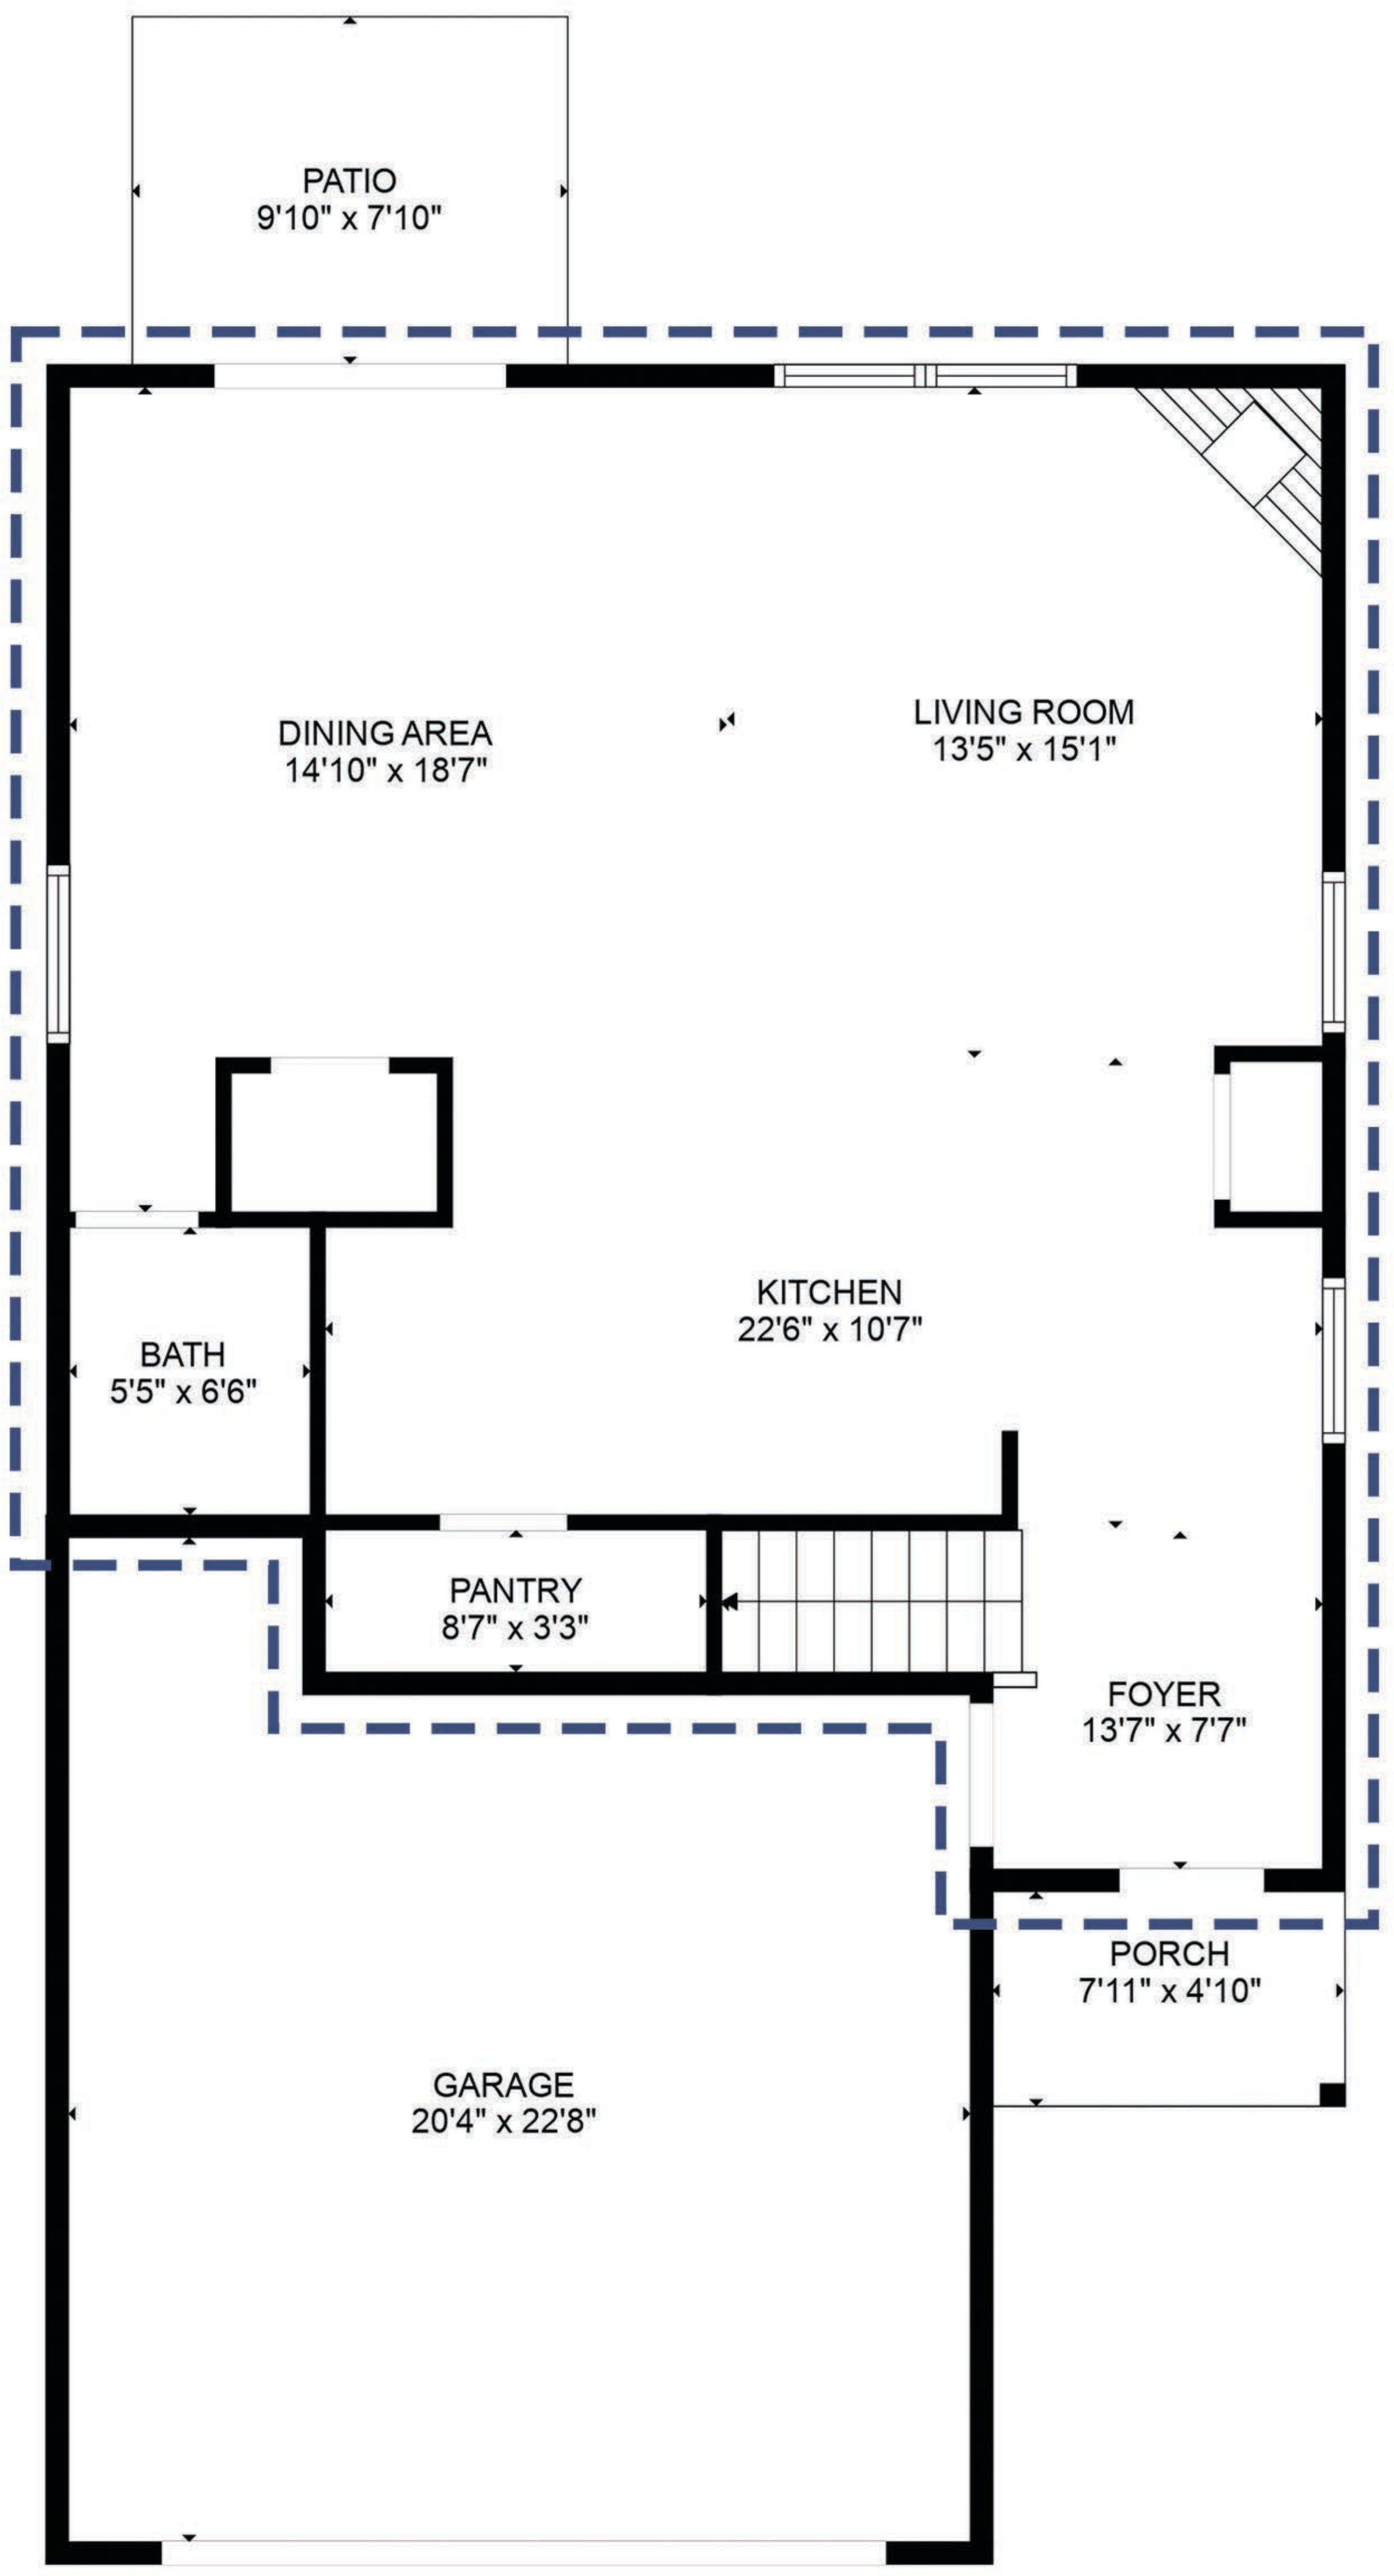 PATIO
9'10" x 7'10"
DINING AREA
14'10" x 18'7"
LIVING ROOM
13'5" x 15'1"
KITCHEN
22'6" x 10'7"
BATH
5'5" x 6'6"
PANTRY
8'7" x 3'3"
FOYER
13'7" x 7'7"
PORCH
7'11" x 4'10"
GARAGE
20'4" x 22'8"